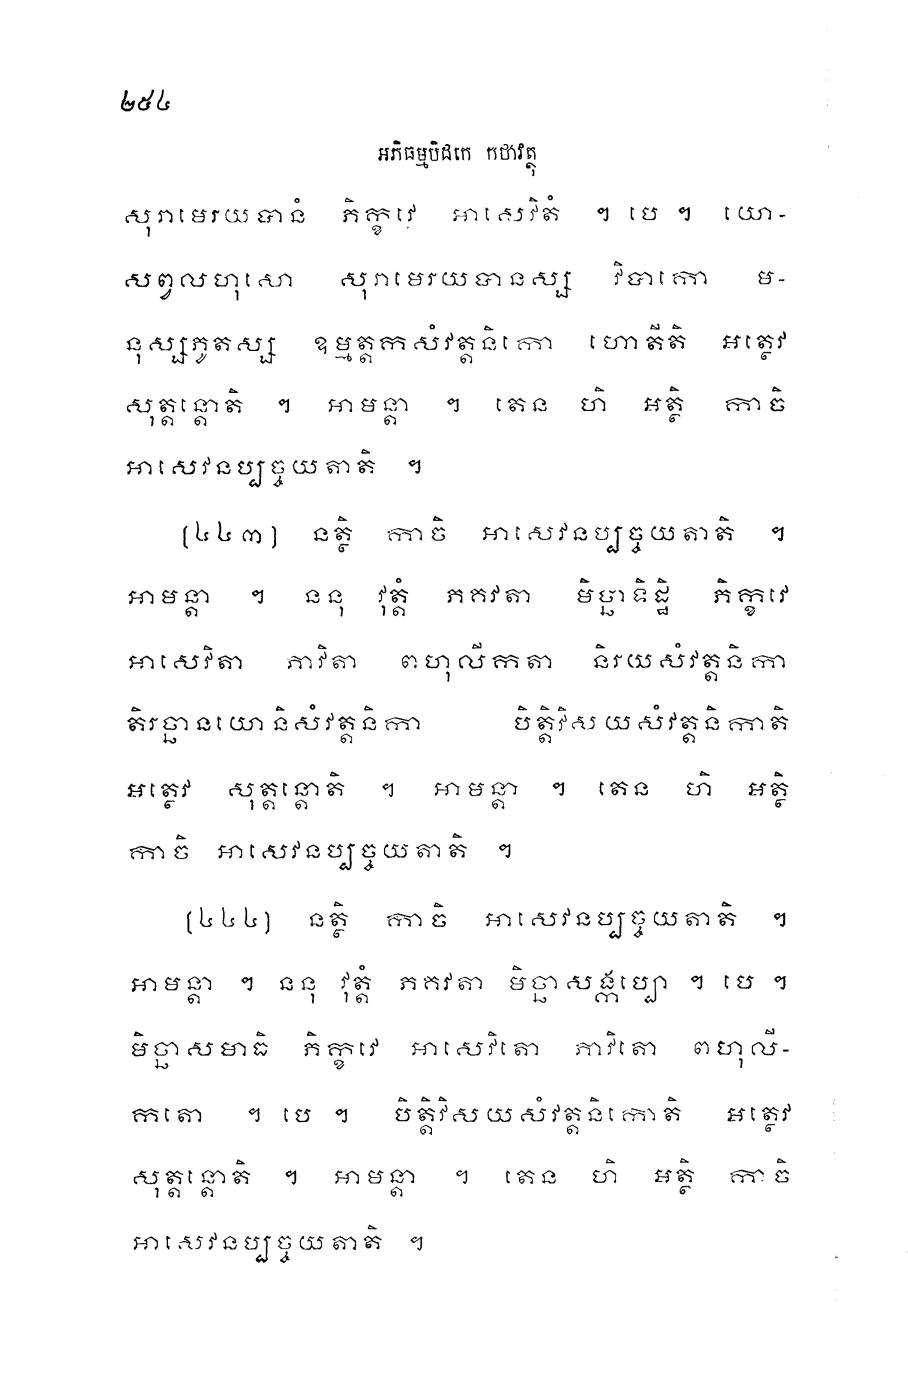 ២៥៤
អភិធម្មបិដកេ កថាវត្ថុ
សុរាមេរយបានំ ភិក្ខវេ អាសេវិតំ ។ បេ ។ យោ-
សព្វលហុសោ សុរាមេរយបានស្ស វិបាកោ ម-
នុស្សភូតស្ស ឧម្មត្តកសំវត្តនិកោ ហោតីតិ អត្ថេវ
សុត្តន្តោតិ ។ អាមន្តា ។ តេន ហិ អត្ថិ កាចិ
អាសេវនប្បច្ចយតាតិ ។
(៤៤៣) នត្ថិ កាចិ អាសេវនប្បច្ចយតាតិ ។
អាមន្តា ។ ននុ វុត្តំ ភគវតា មិច្ឆាទិដ្ឋិ ភិក្ខវេ
អាសេវិតា ភាវិតា ពហុលីកតា និរយសំវត្តនិកា
តិរច្ឆានយោនិសំវត្តនិកា បិត្តិវិសយសំវត្តនិកាតិ
អត្ថេវ សុត្តន្តោតិ ។ អាមន្តា ។ តេន ហិ អត្ថិ
កាចិ អាសេវនប្បច្ចយតាតិ ។
(៤៤៤) នត្ថិ កាចិ អាសេវនប្បច្ចយតាតិ ។
អាមន្តា ។ ននុ វុត្តំ ភគវតា មិច្ឆាសង្កប្បោ ។ បេ ។
មិច្ឆាសមាធិ ភិក្ខវេ អាសេវិតោ ភាវិតោ ពហុលី-
កតោ ។ បេ ។ បិត្តិវិសយសំវត្តនិកោតិ អត្ថេវ
សុត្តន្តោតិ ។ អាមន្តា ។ តេន ហិ អត្ថិ កាចិ
អាសេវនប្បច្ចយតាតិ ។